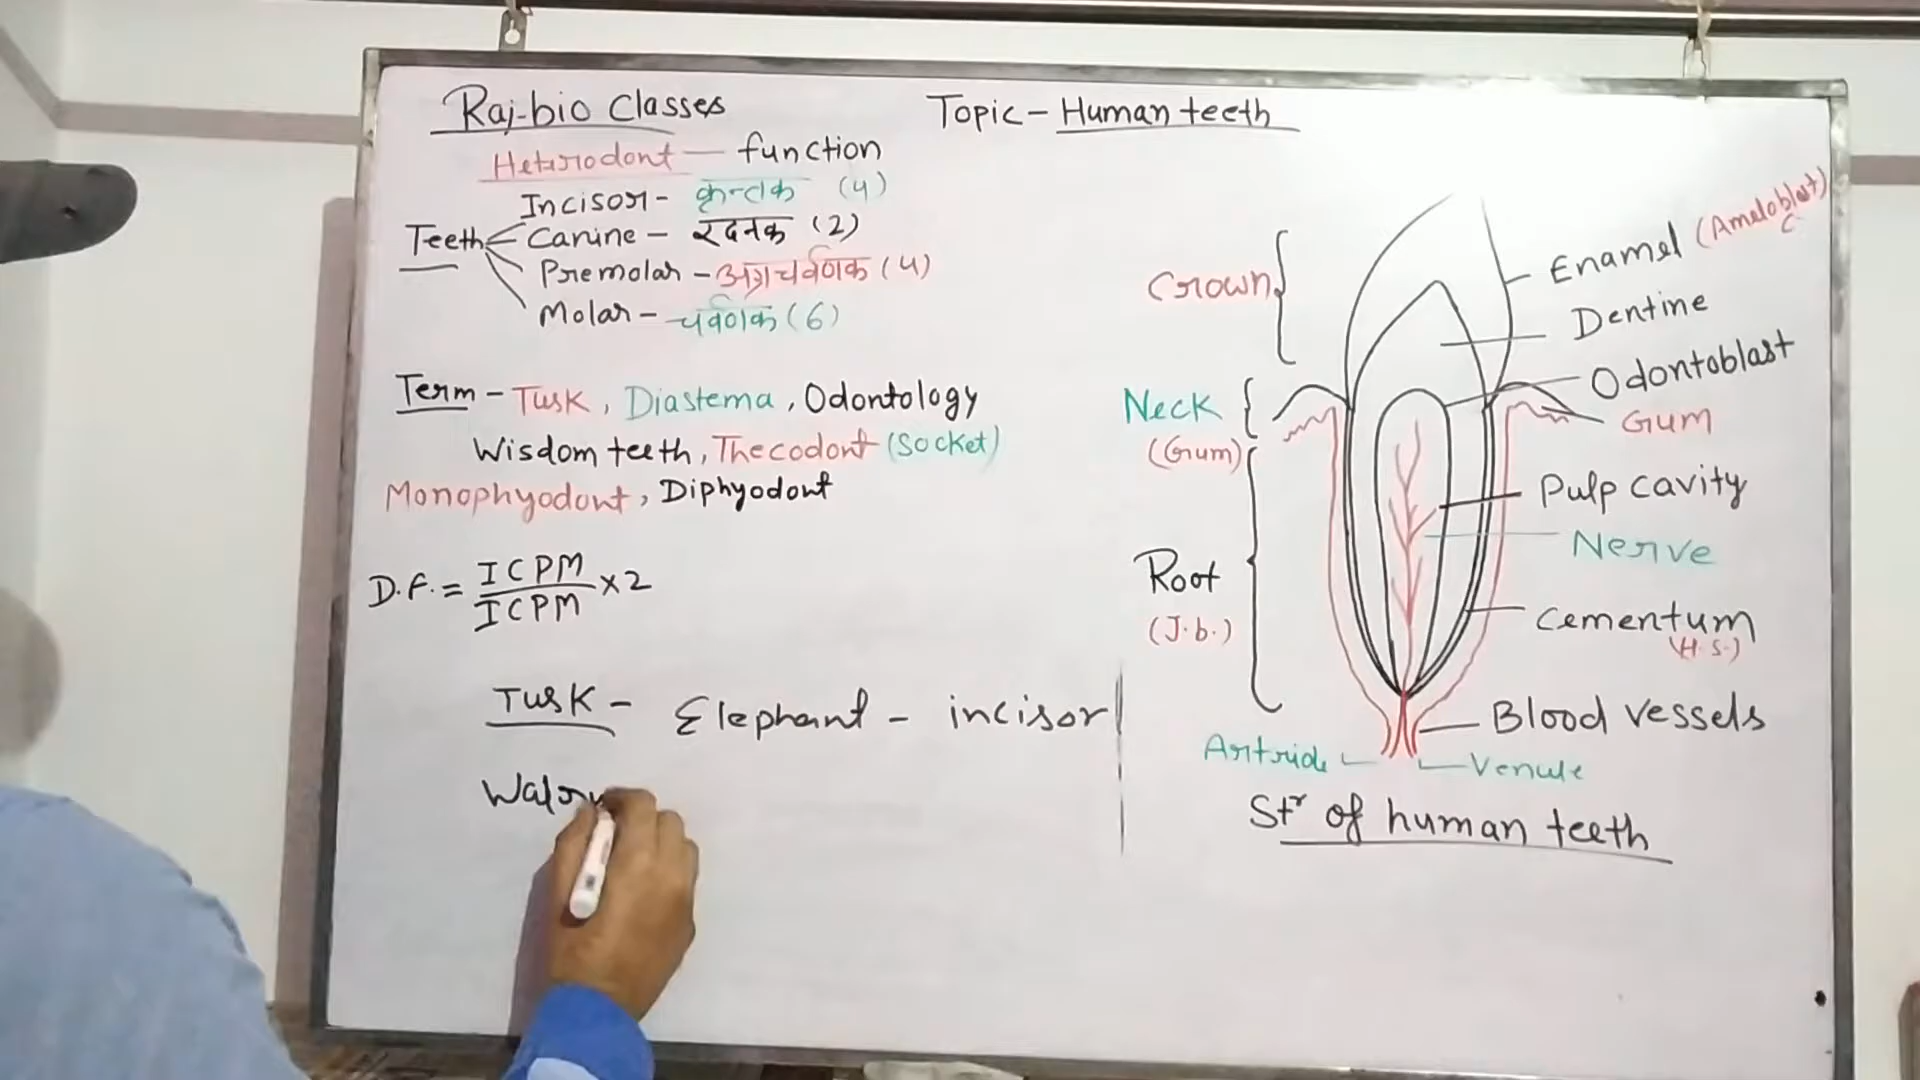 Raj-bio Classes
Topic - Human teeth
Heterodont — function
Incisor - कृन्तक (4)
Teeth Canine - रदनक (2)
Premolar - अग्रचर्वणक (4)
Molar - चर्वणक (6)
Term - Tusk, Diastema, Odontology
Wisdom teeth, Thecodont (Socket)
Monophyodont, Diphyodont
D.F. = ICPM
ICPM ×2
Tusk - Elephant - incisor
Walru
Crown
Neck
(Gum)
Root
(J.b.)
Enamel (Ameloblast)
Dentine
Odontoblast
Gum
Pulp cavity
Nerve
Cementum
(H.S.)
Blood vessels
Artriole
Venule
Str of human teeth